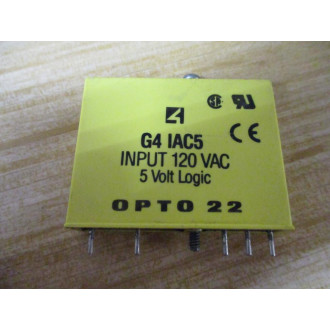 G4 IAC5
INPUT 120 VAC
5 Volt Logic
OPTO 22